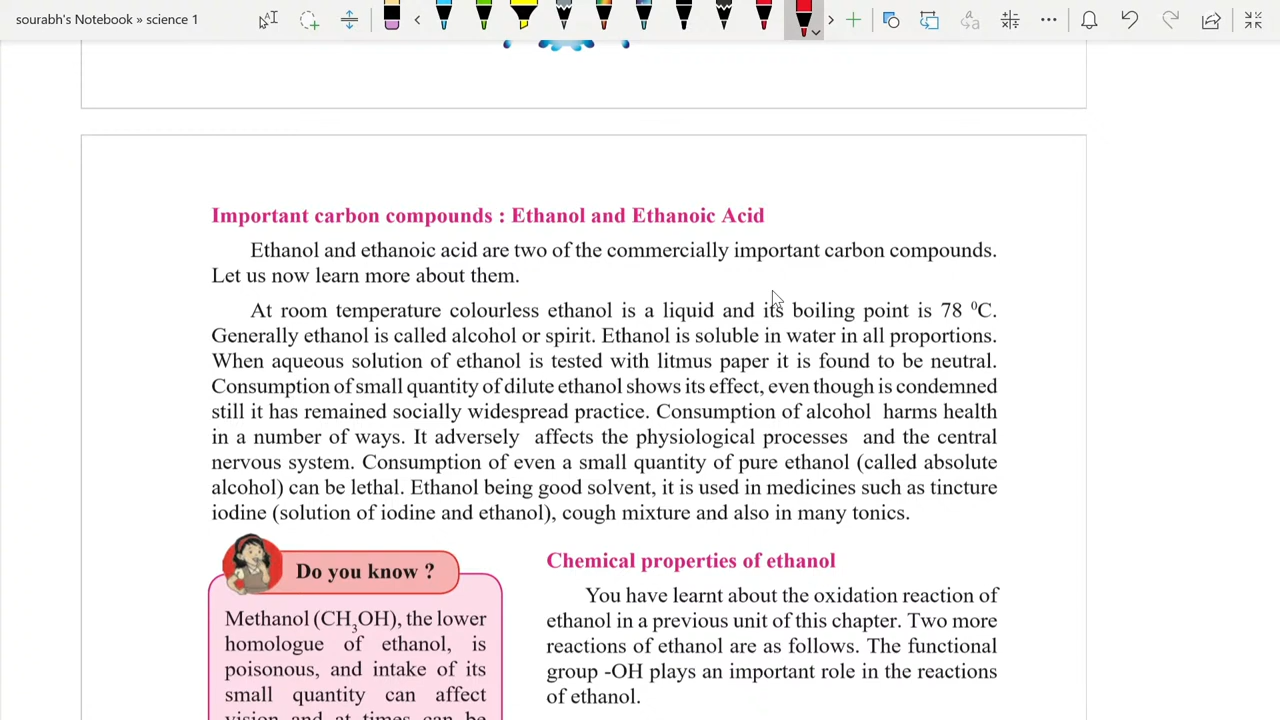 sourabh's Notebook » science 1
Important carbon compounds : Ethanol and Ethanoic Acid
Ethanol and ethanoic acid are two of the commercially important carbon compounds.
Let us now learn more about them.
At room temperature colourless ethanol is a liquid and its boiling point is 78 ⁰C.
Generally ethanol is called alcohol or spirit. Ethanol is soluble in water in all proportions.
When aqueous solution of ethanol is tested with litmus paper it is found to be neutral.
Consumption of small quantity of dilute ethanol shows its effect, even though is condemned
still it has remained socially widespread practice. Consumption of alcohol harms health
in a number of ways. It adversely affects the physiological processes and the central
nervous system. Consumption of even a small quantity of pure ethanol (called absolute
alcohol) can be lethal. Ethanol being good solvent, it is used in medicines such as tincture
iodine (solution of iodine and ethanol), cough mixture and also in many tonics.
Do you know ?
Methanol (CH₃OH), the lower
homologue of ethanol, is
poisonous, and intake of its
small quantity can affect
vision and at times can be
Chemical properties of ethanol
You have learnt about the oxidation reaction of
ethanol in a previous unit of this chapter. Two more
reactions of ethanol are as follows. The functional
group -OH plays an important role in the reactions
of ethanol.